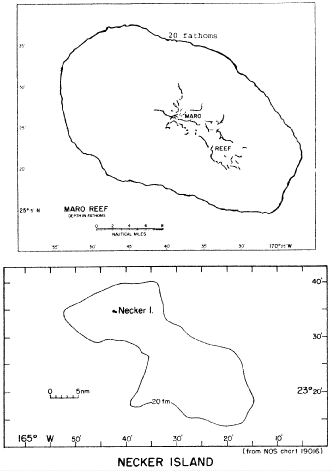 20 fathoms
35'
30'
MARO
25'
REEF
20'
25° 15' N
MARO REEF
(DEPTH IN FATHOMS)
0 2 4 6 8
NAUTICAL MILES
55' 50' 45' 40' 35' 30' 25' 170°
40'
Necker I.
0 5nm
23° 20'
20 fm
165° W 50' 40' 30' 20' 10'
(from NOS chart 19016)
NECKER ISLAND